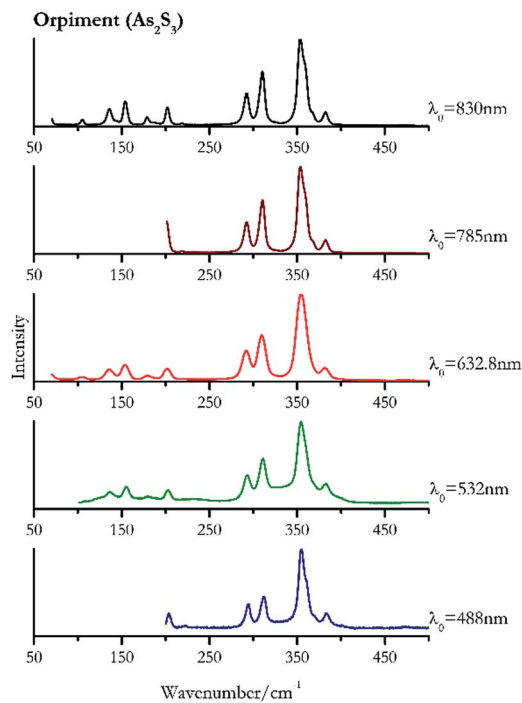 Orpiment (As₂S₃)
λ₀=830nm
50 150 250 350 450
λ₀=785nm
50 150 250 350 450
Intensity
λ₀=632.8nm
50 150 250 350 450
λ₀=532nm
50 150 250 350 450
λ₀=488nm
50 150 250 350 450
Wavenumber/cm⁻¹